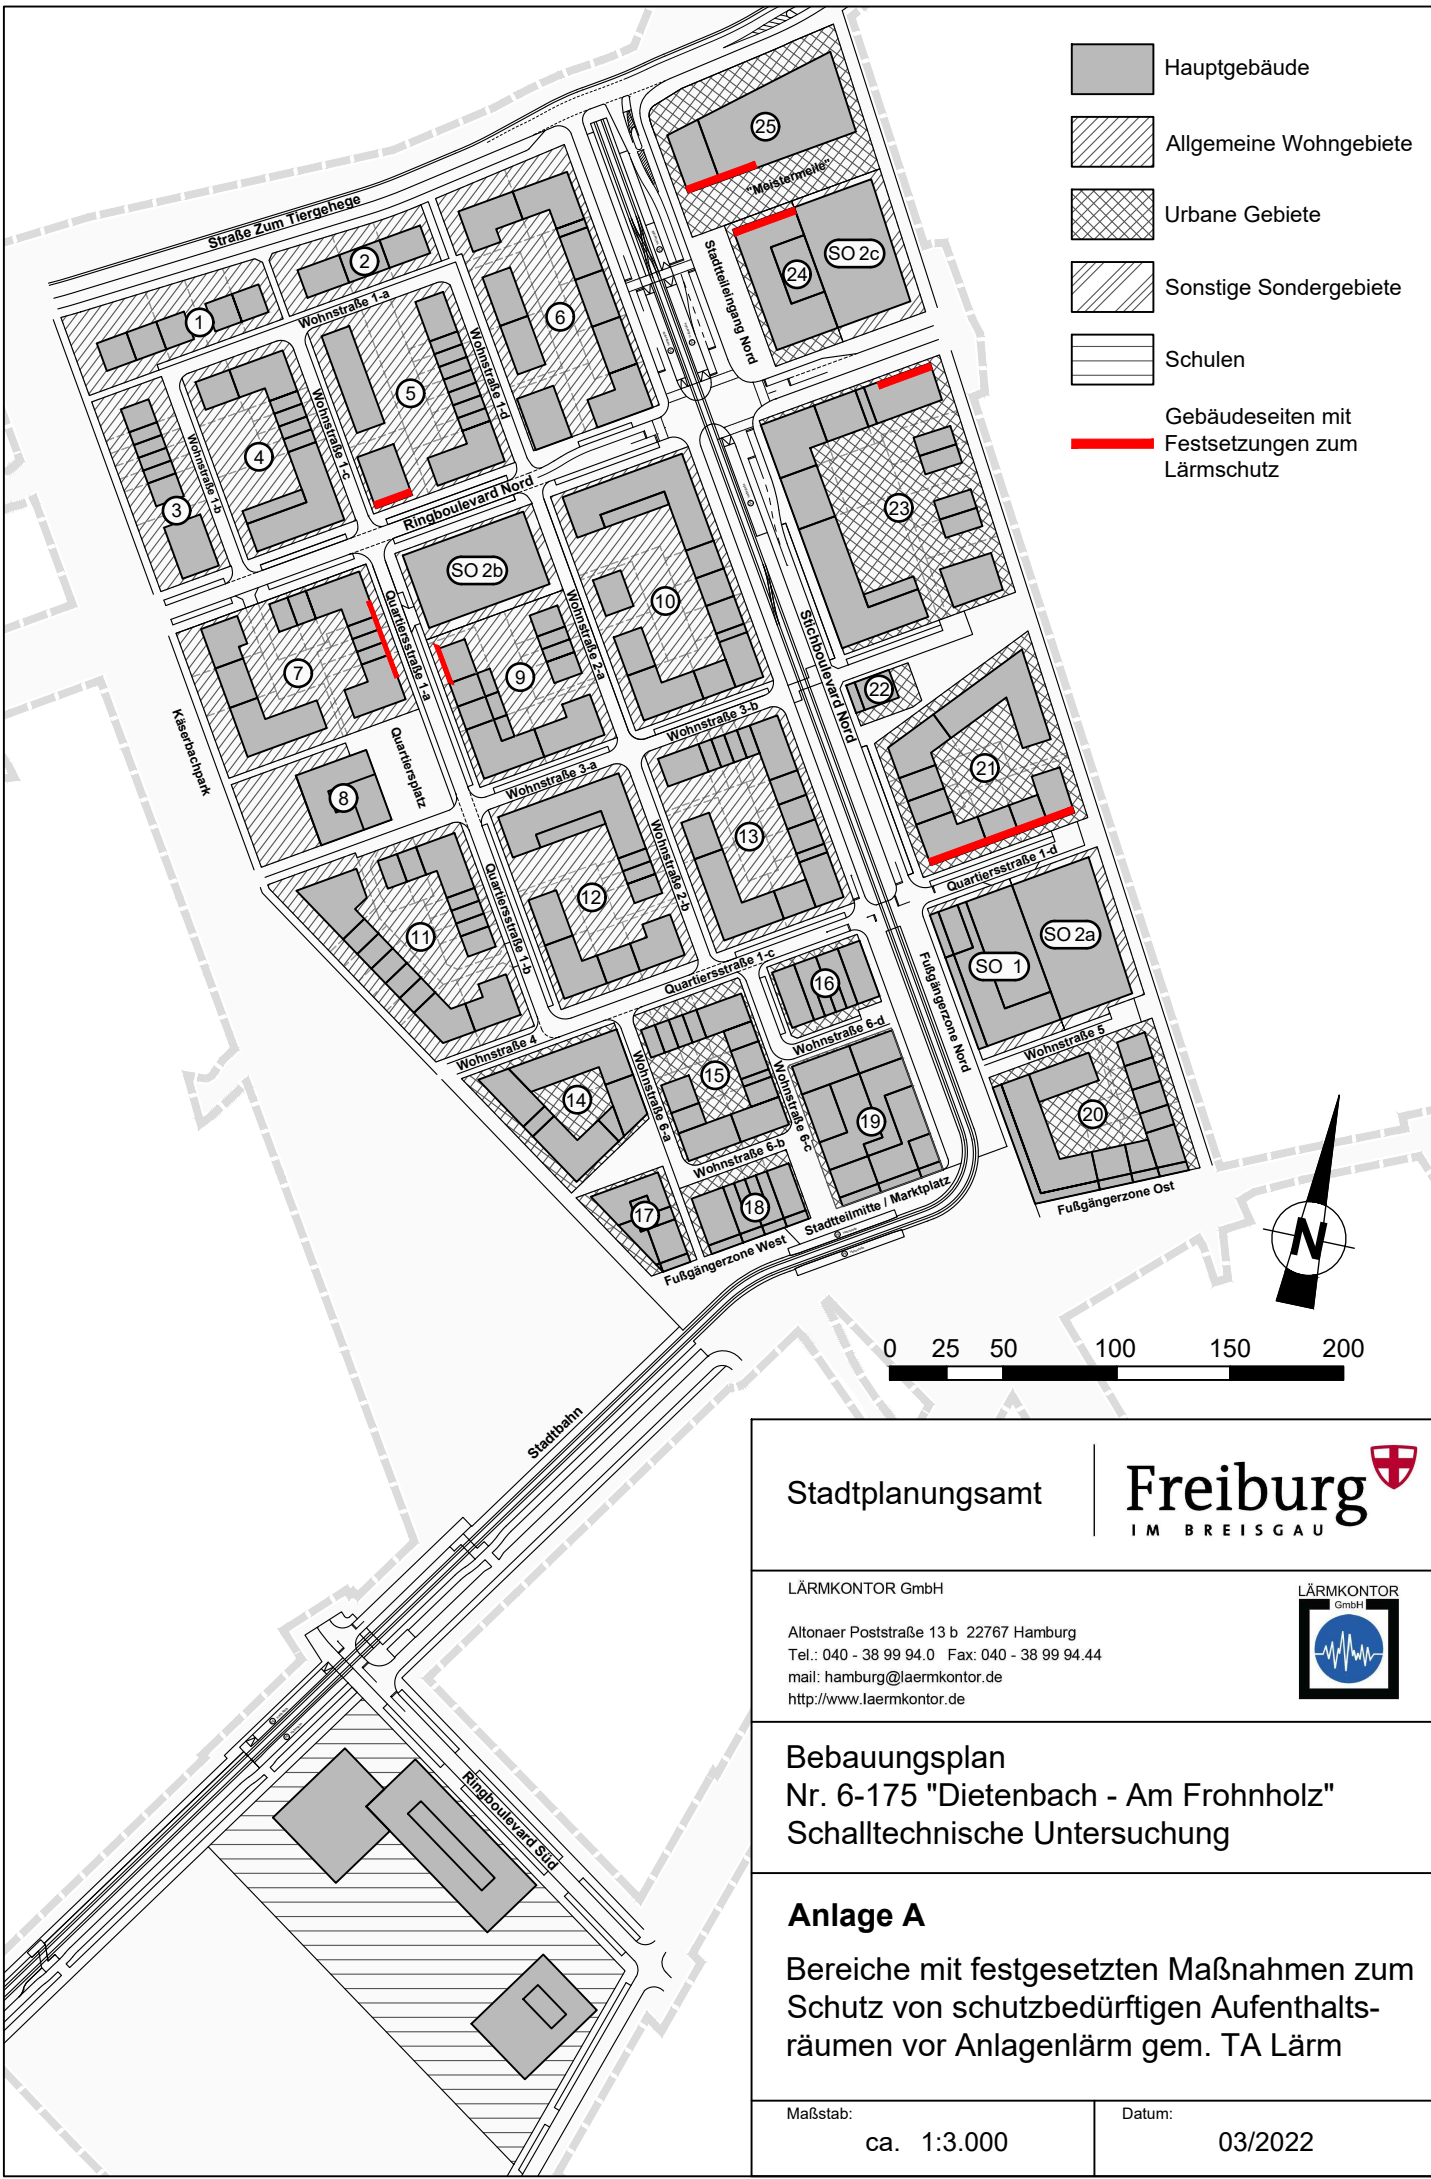 Hauptgebäude
Allgemeine Wohngebiete
Urbane Gebiete
Sonstige Sondergebiete
Schulen
Gebäudeseiten mit
Festsetzungen zum
Lärmschutz
25
"Meistermeile"
Straße Zum Tiergehege
2
1
Wohnstraße 1-a
6
Wohnstraße 1-d
Stadtteileingang Nord
24
SO 2c
5
4
3
Wohnstraße 1-b
Wohnstraße 1-c
Ringboulevard Nord
23
SO 2b
10
7
9
Quartiersstraße 1-a
Wohnstraße 2-a
Stichboulevard Nord
22
Käserbachpark
Quartiersplatz
8
Wohnstraße 3-b
Wohnstraße 3-a
21
13
12
11
Wohnstraße 2-b
Quartiersstraße 1-b
Quartiersstraße 1-d
SO 2a
SO 1
Quartiersstraße 1-c
16
Fußgängerzone Nord
Wohnstraße 4
Wohnstraße 6-d
Wohnstraße 5
15
14
Wohnstraße 6-a
Wohnstraße 6-c
19
20
Wohnstraße 6-b
17
18
Stadtteilmitte / Marktplatz
Fußgängerzone West
Fußgängerzone Ost
N
0 25 50 100 150 200
Stadtbahn
Ringboulevard Süd
Stadtplanungsamt
Freiburg
IM BREISGAU
LÄRMKONTOR GmbH
Altonaer Poststraße 13 b 22767 Hamburg
Tel.: 040 - 38 99 94.0 Fax: 040 - 38 99 94.44
mail: hamburg@laermkontor.de
http://www.laermkontor.de
LÄRMKONTOR
GmbH
Bebauungsplan
Nr. 6-175 "Dietenbach - Am Frohnholz"
Schalltechnische Untersuchung
Anlage A
Bereiche mit festgesetzten Maßnahmen zum
Schutz von schutzbedürftigen Aufenthalts-
räumen vor Anlagenlärm gem. TA Lärm
Maßstab:
ca. 1:3.000
Datum:
03/2022